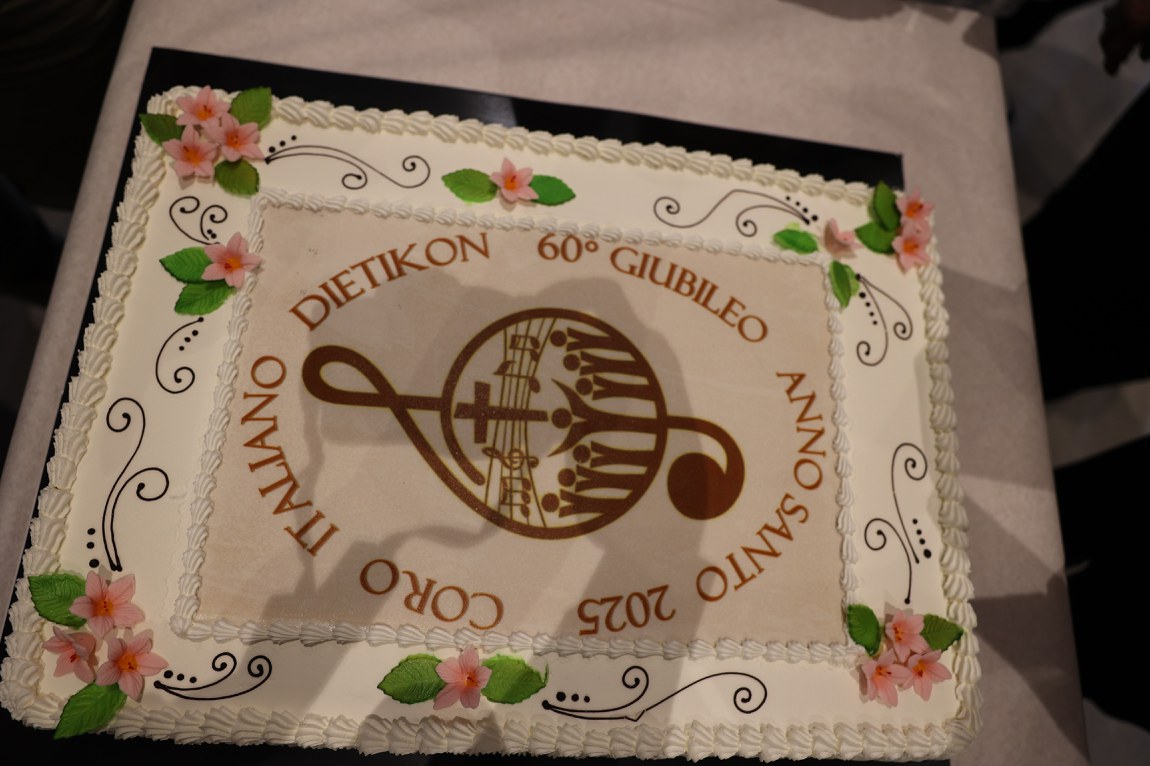 CORO ITALIANO DIETIKON
60° GIUBILEO ANNO SANTO 2025